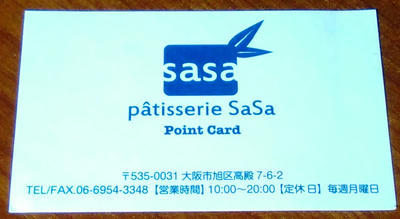 sasa
pâtisserie SaSa
Point Card
〒535-0031 大阪市旭区高殿 7-6-2
TEL/FAX.06-6954-3348【営業時間】10:00~20:00【定休日】毎週月曜日